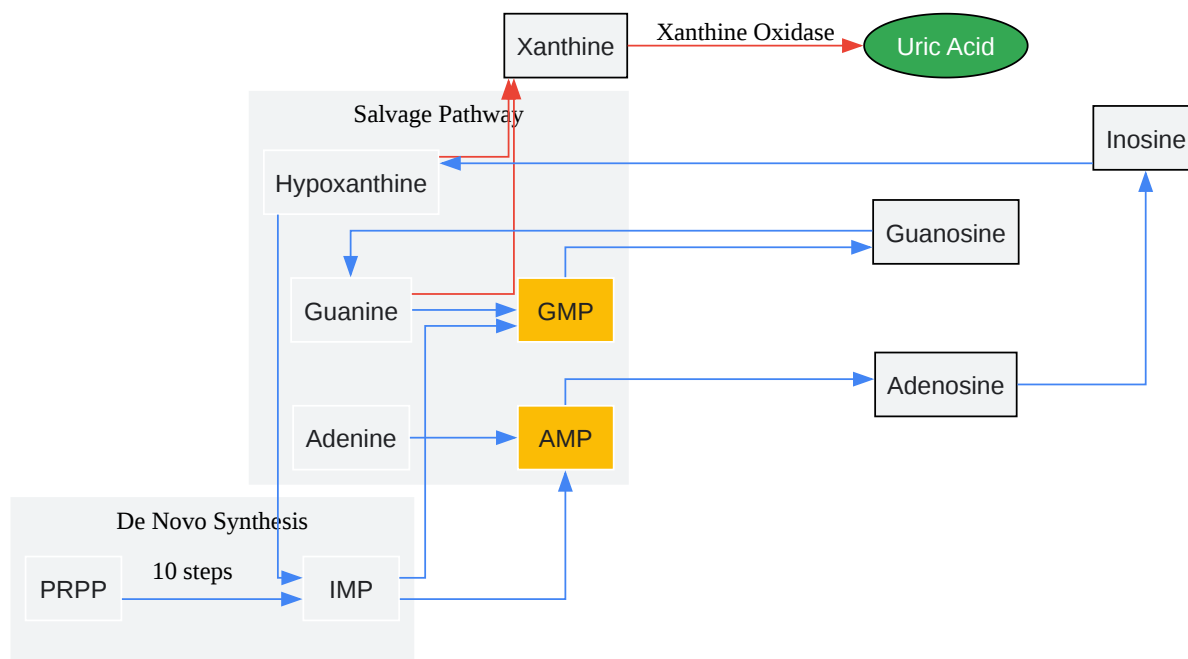 Xanthine
Xanthine Oxidase
Uric Acid
Salvage Pathway
Inosine
Hypoxanthine
Guanosine
Guanine
GMP
Adenosine
Adenine
AMP
De Novo Synthesis
10 steps
PRPP
IMP